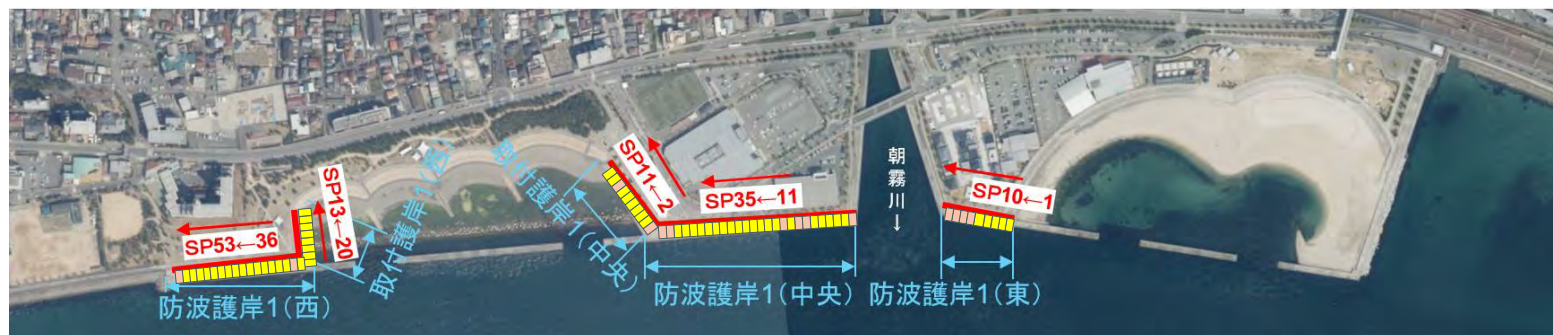 SP53←36
SP13←20
取付護岸1(西)
防波護岸1(西)
取付護岸1(中央)
SP11←2
SP35←11
防波護岸1(中央)
朝霧川→
SP10←1
防波護岸1(東)